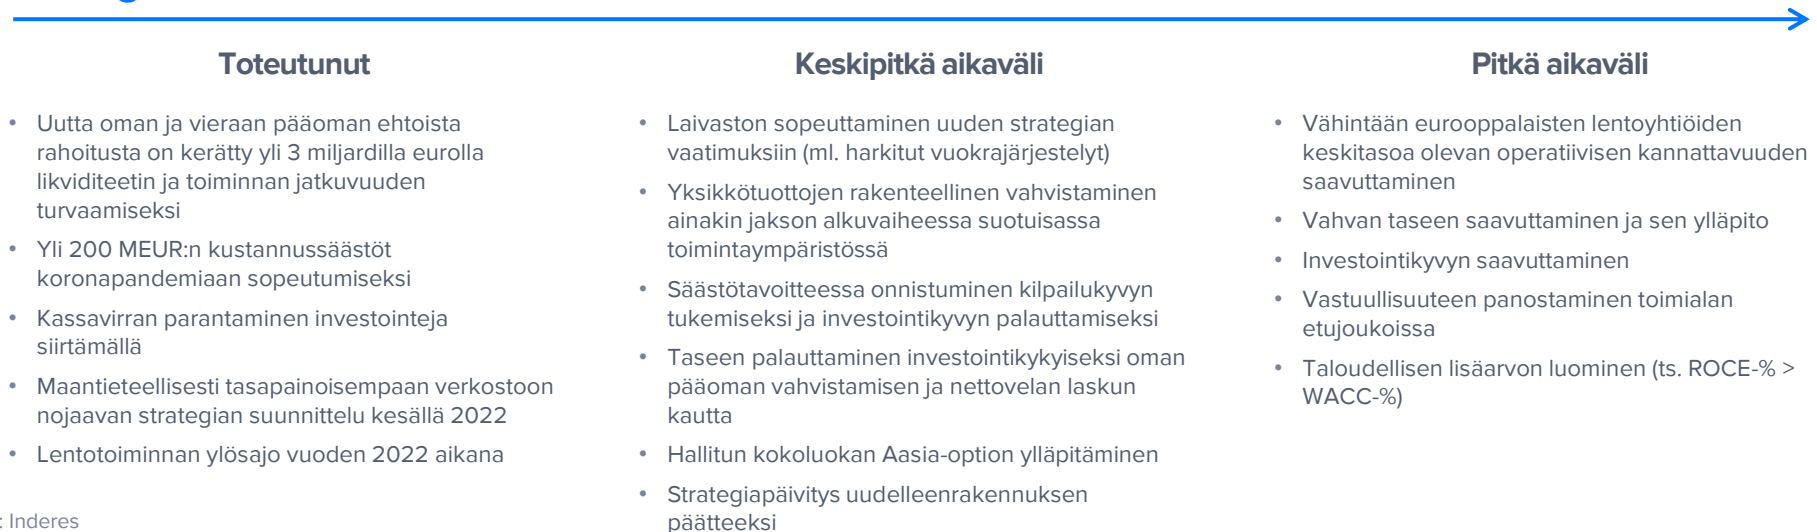 Toteutunut
• Uutta oman ja vieraan pääoman ehtoista
rahoitusta on kerätty yli 3 miljardilla eurolla
likviditeetin ja toiminnan jatkuvuuden
turvaamiseksi
• Yli 200 MEUR:n kustannussäästöt
koronapandemiaan sopeutumiseksi
• Kassavirran parantaminen investointeja
siirtämällä
• Maantieteellisesti tasapainoisempaan verkostoon
nojaavan strategian suunnittelu kesällä 2022
• Lentotoiminnan ylösajo vuoden 2022 aikana
Keskipitkä aikaväli
• Laivaston sopeuttaminen uuden strategian
vaatimuksiin (ml. harkitut vuokrajärjestelyt)
• Yksikkötuottojen rakenteellinen vahvistaminen
ainakin jakson alkuvaiheessa suotuisassa
toimintaympäristössä
• Säästötavoitteessa onnistuminen kilpailukyvyn
tukemiseksi ja investointikyvyn palauttamiseksi
• Taseen palauttaminen investointikykyiseksi oman
pääoman vahvistamisen ja nettovelan laskun
kautta
• Hallitun kokoluokan Aasia-option ylläpitäminen
• Strategiapäivitys uudelleenrakennuksen
päätteeksi
Pitkä aikaväli
• Vähintään eurooppalaisten lentoyhtiöiden
keskitasoa olevan operatiivisen kannattavuuden
saavuttaminen
• Vahvan taseen saavuttaminen ja sen ylläpito
• Investointikyvyn saavuttaminen
• Vastuullisuuteen panostaminen toimialan
etujoukoissa
• Taloudellisen lisäarvon luominen (ts. ROCE-% >
WACC-%)
: Inderes